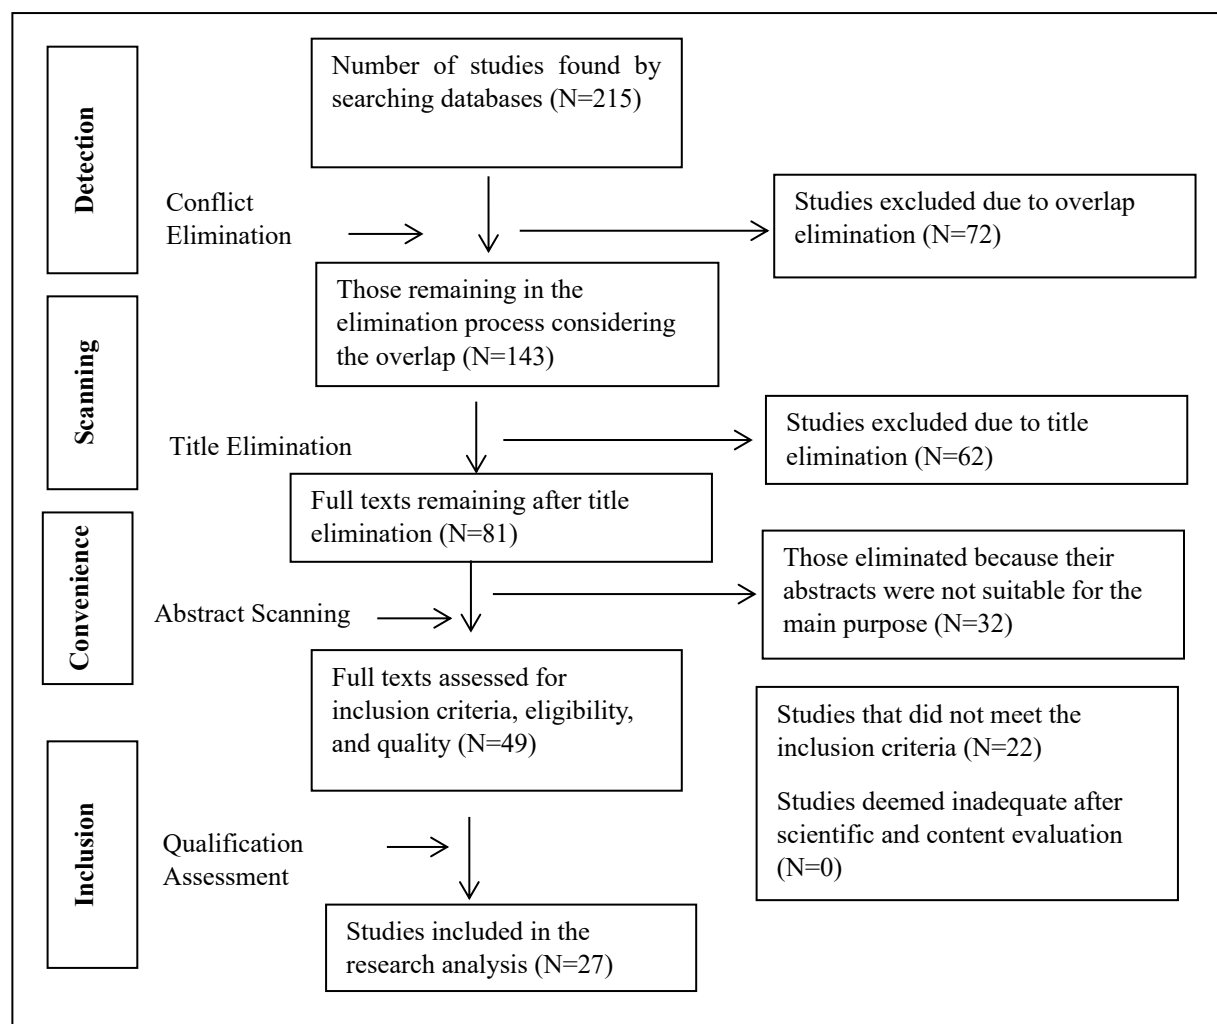 Detection
Number of studies found by
searching databases (N=215)
Conflict
Elimination
Studies excluded due to overlap
elimination (N=72)
Scanning
Those remaining in the
elimination process considering
the overlap (N=143)
Title Elimination
Studies excluded due to title
elimination (N=62)
Full texts remaining after title
elimination (N=81)
Convenience
Abstract Scanning
Those eliminated because their
abstracts were not suitable for the
main purpose (N=32)
Full texts assessed for
inclusion criteria, eligibility,
and quality (N=49)
Studies that did not meet the
inclusion criteria (N=22)
Studies deemed inadequate after
scientific and content evaluation
(N=0)
Inclusion
Qualification
Assessment
Studies included in the
research analysis (N=27)